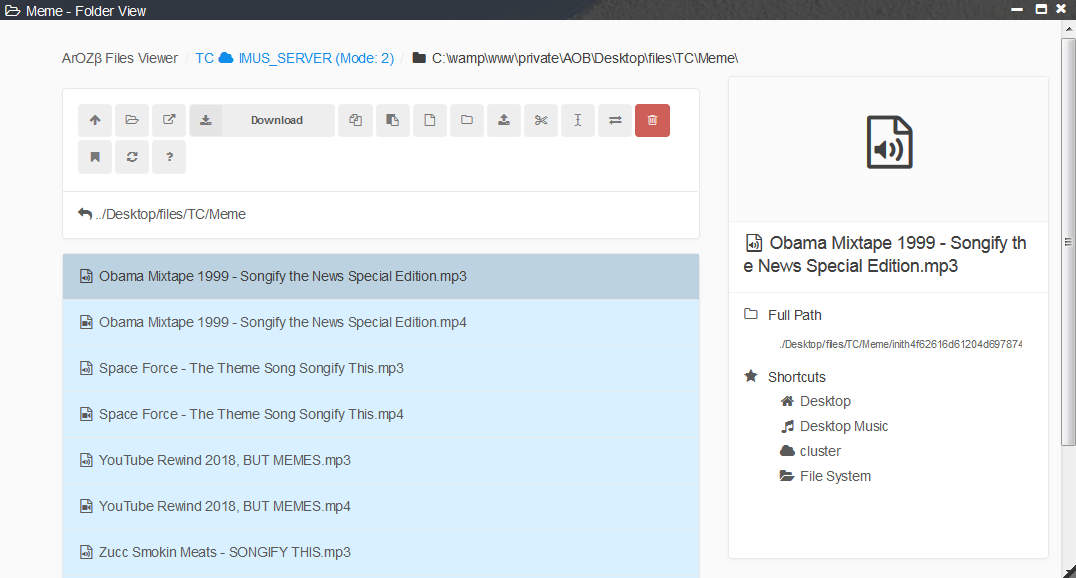 Meme - Folder View
ArOZβ Files Viewer / TC IMUS_SERVER (Mode: 2) / C:\wamp\www\private\AOB\Desktop\files\TC\Meme\
Download
?
../Desktop/files/TC/Meme
Obama Mixtape 1999 - Songify the News Special Edition.mp3
Obama Mixtape 1999 - Songify the News Special Edition.mp4
Space Force - The Theme Song Songify This.mp3
Space Force - The Theme Song Songify This.mp4
YouTube Rewind 2018, BUT MEMES.mp3
YouTube Rewind 2018, BUT MEMES.mp4
Zucc Smokin Meats - SONGIFY THIS.mp3
Obama Mixtape 1999 - Songify th
e News Special Edition.mp3
Full Path
./Desktop/files/TC/Meme/inith4f62616d61204d697874
Shortcuts
Desktop
Desktop Music
cluster
File System